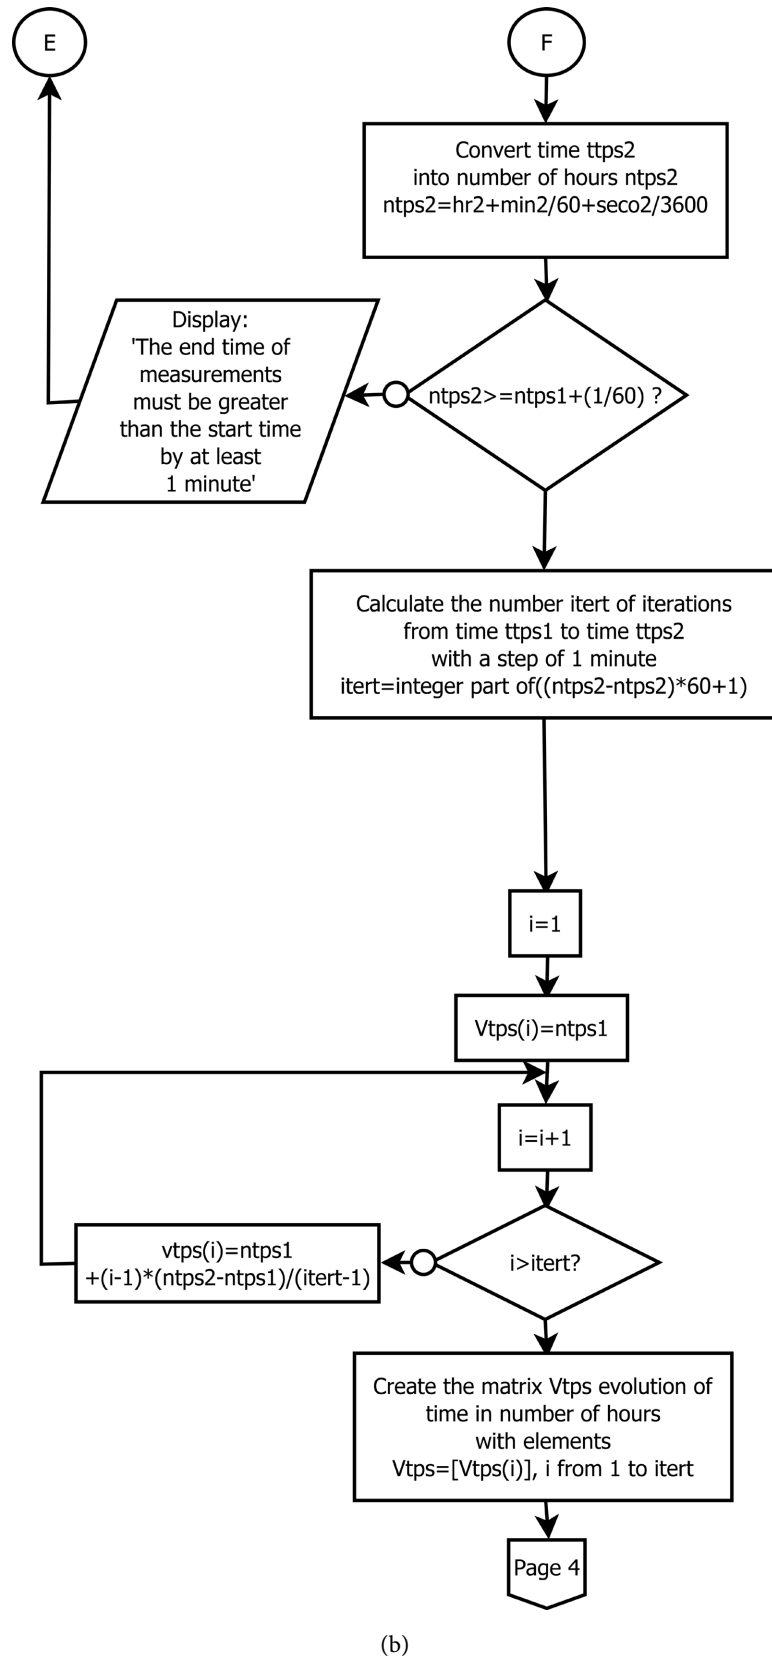 E
F
Convert time ttps2
into number of hours ntps2
ntps2=hr2+min2/60+seco2/3600
Display:
'The end time of
measurements
must be greater
than the start time
by at least
1 minute'
ntps2>=ntps1+(1/60) ?
Calculate the number itert of iterations
from time ttps1 to time ttps2
with a step of 1 minute
itert=integer part of((ntps2-ntps2)*60+1)
i=1
Vtps(i)=ntps1
i=i+1
vtps(i)=ntps1
+(i-1)*(ntps2-ntps1)/(itert-1)
i>itert?
Create the matrix Vtps evolution of
time in number of hours
with elements
Vtps=[Vtps(i)], i from 1 to itert
Page 4
(b)